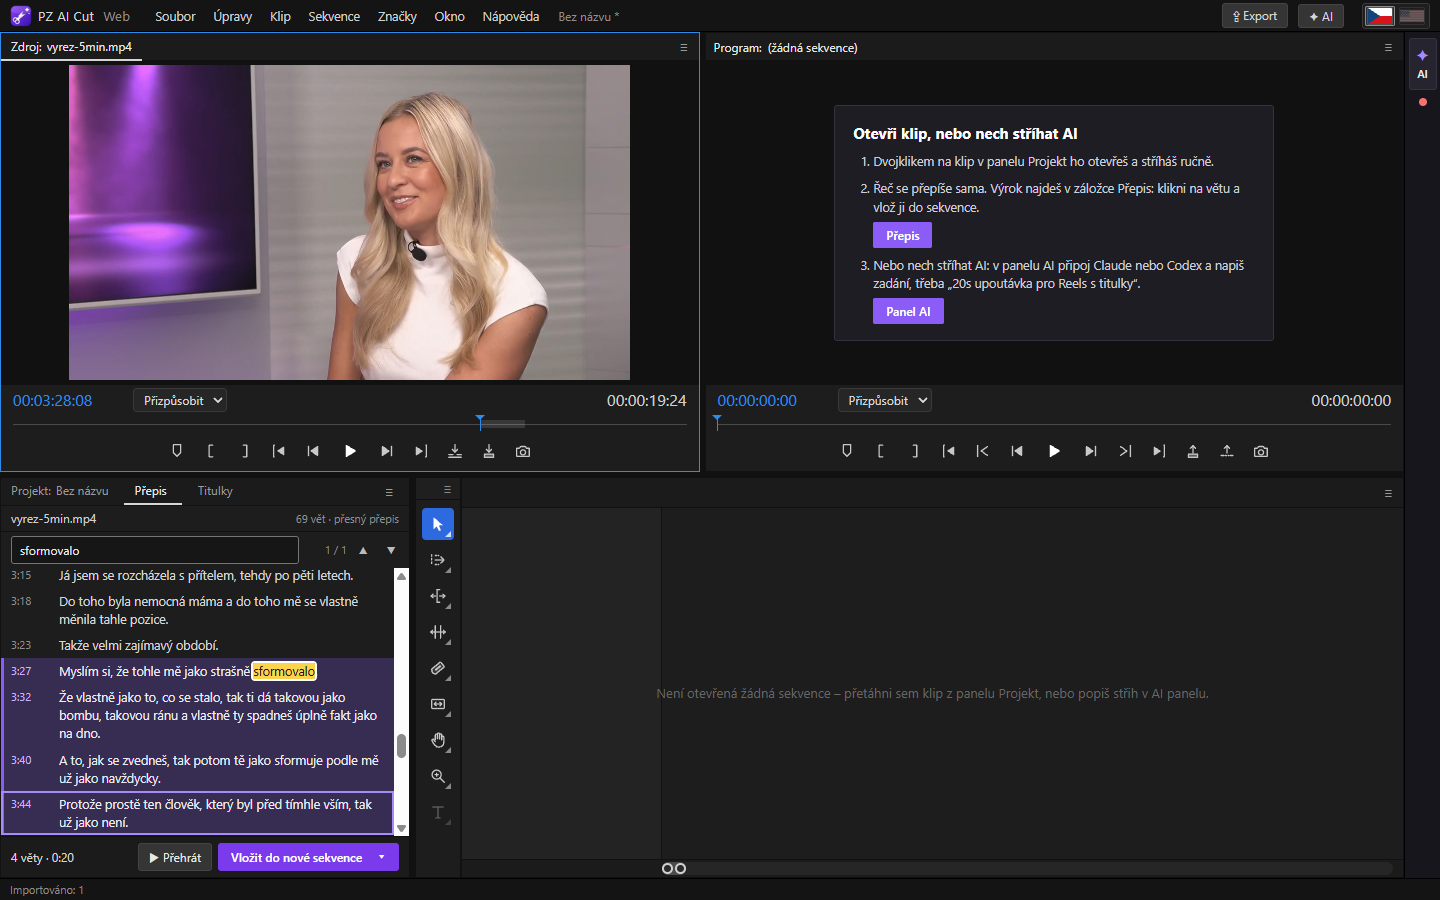 PZ AI Cut Web Soubor Úpravy Klip Sekvence Značky Okno Nápověda Bez názvu * Export AI
Zdroj: vyrez-5min.mp4
Program: (žádná sekvence)
AI
Otevři klip, nebo nech stříhat AI
1. Dvojklikem na klip v panelu Projekt ho otevřeš a stříháš ručně.
2. Řeč se přepíše sama. Výrok najdeš v záložce Přepis: klikni na větu a
vlož ji do sekvence.
Přepis
3. Nebo nech stříhat AI: v panelu AI připoj Claude nebo Codex a napiš
zadání, třeba „20s upoutávka pro Reels s titulky“.
Panel AI
00:03:28:08 Přizpůsobit 00:00:19:24
00:00:00:00 Přizpůsobit 00:00:00:00
Projekt: Bez názvu Přepis Titulky
vyrez-5min.mp4 69 vět · přesný přepis
sformovalo 1 / 1
3:15 Já jsem se rozcházela s přítelem, tehdy po pěti letech.
3:18 Do toho byla nemocná máma a do toho mě se vlastně
měnila tahle pozice.
3:23 Takže velmi zajímavý období.
3:27 Myslím si, že tohle mě jako strašně sformovalo
3:32 Že vlastně jako to, co se stalo, tak ti dá takovou jako
bombu, takovou ránu a vlastně ty spadneš úplně fakt jako
na dno.
3:40 A to, jak se zvedneš, tak potom tě jako sformuje podle mě
už jako navždycky.
3:44 Protože prostě ten člověk, který byl před tímhle vším, tak
už jako není.
4 věty · 0:20 Přehrát Vložit do nové sekvence
Není otevřená žádná sekvence – přetáhni sem klip z panelu Projekt, nebo popiš střih v AI panelu.
Importováno: 1